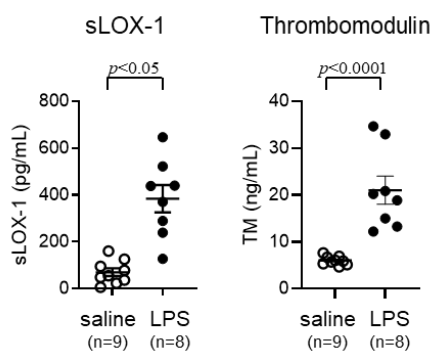 sLOX-1
p<0.05
sLOX-1 (pg/mL)
800
600
400
200
0
saline LPS
(n=9) (n=8)
Thrombomodulin
p<0.0001
TM (ng/mL)
40
30
20
10
0
saline LPS
(n=9) (n=8)